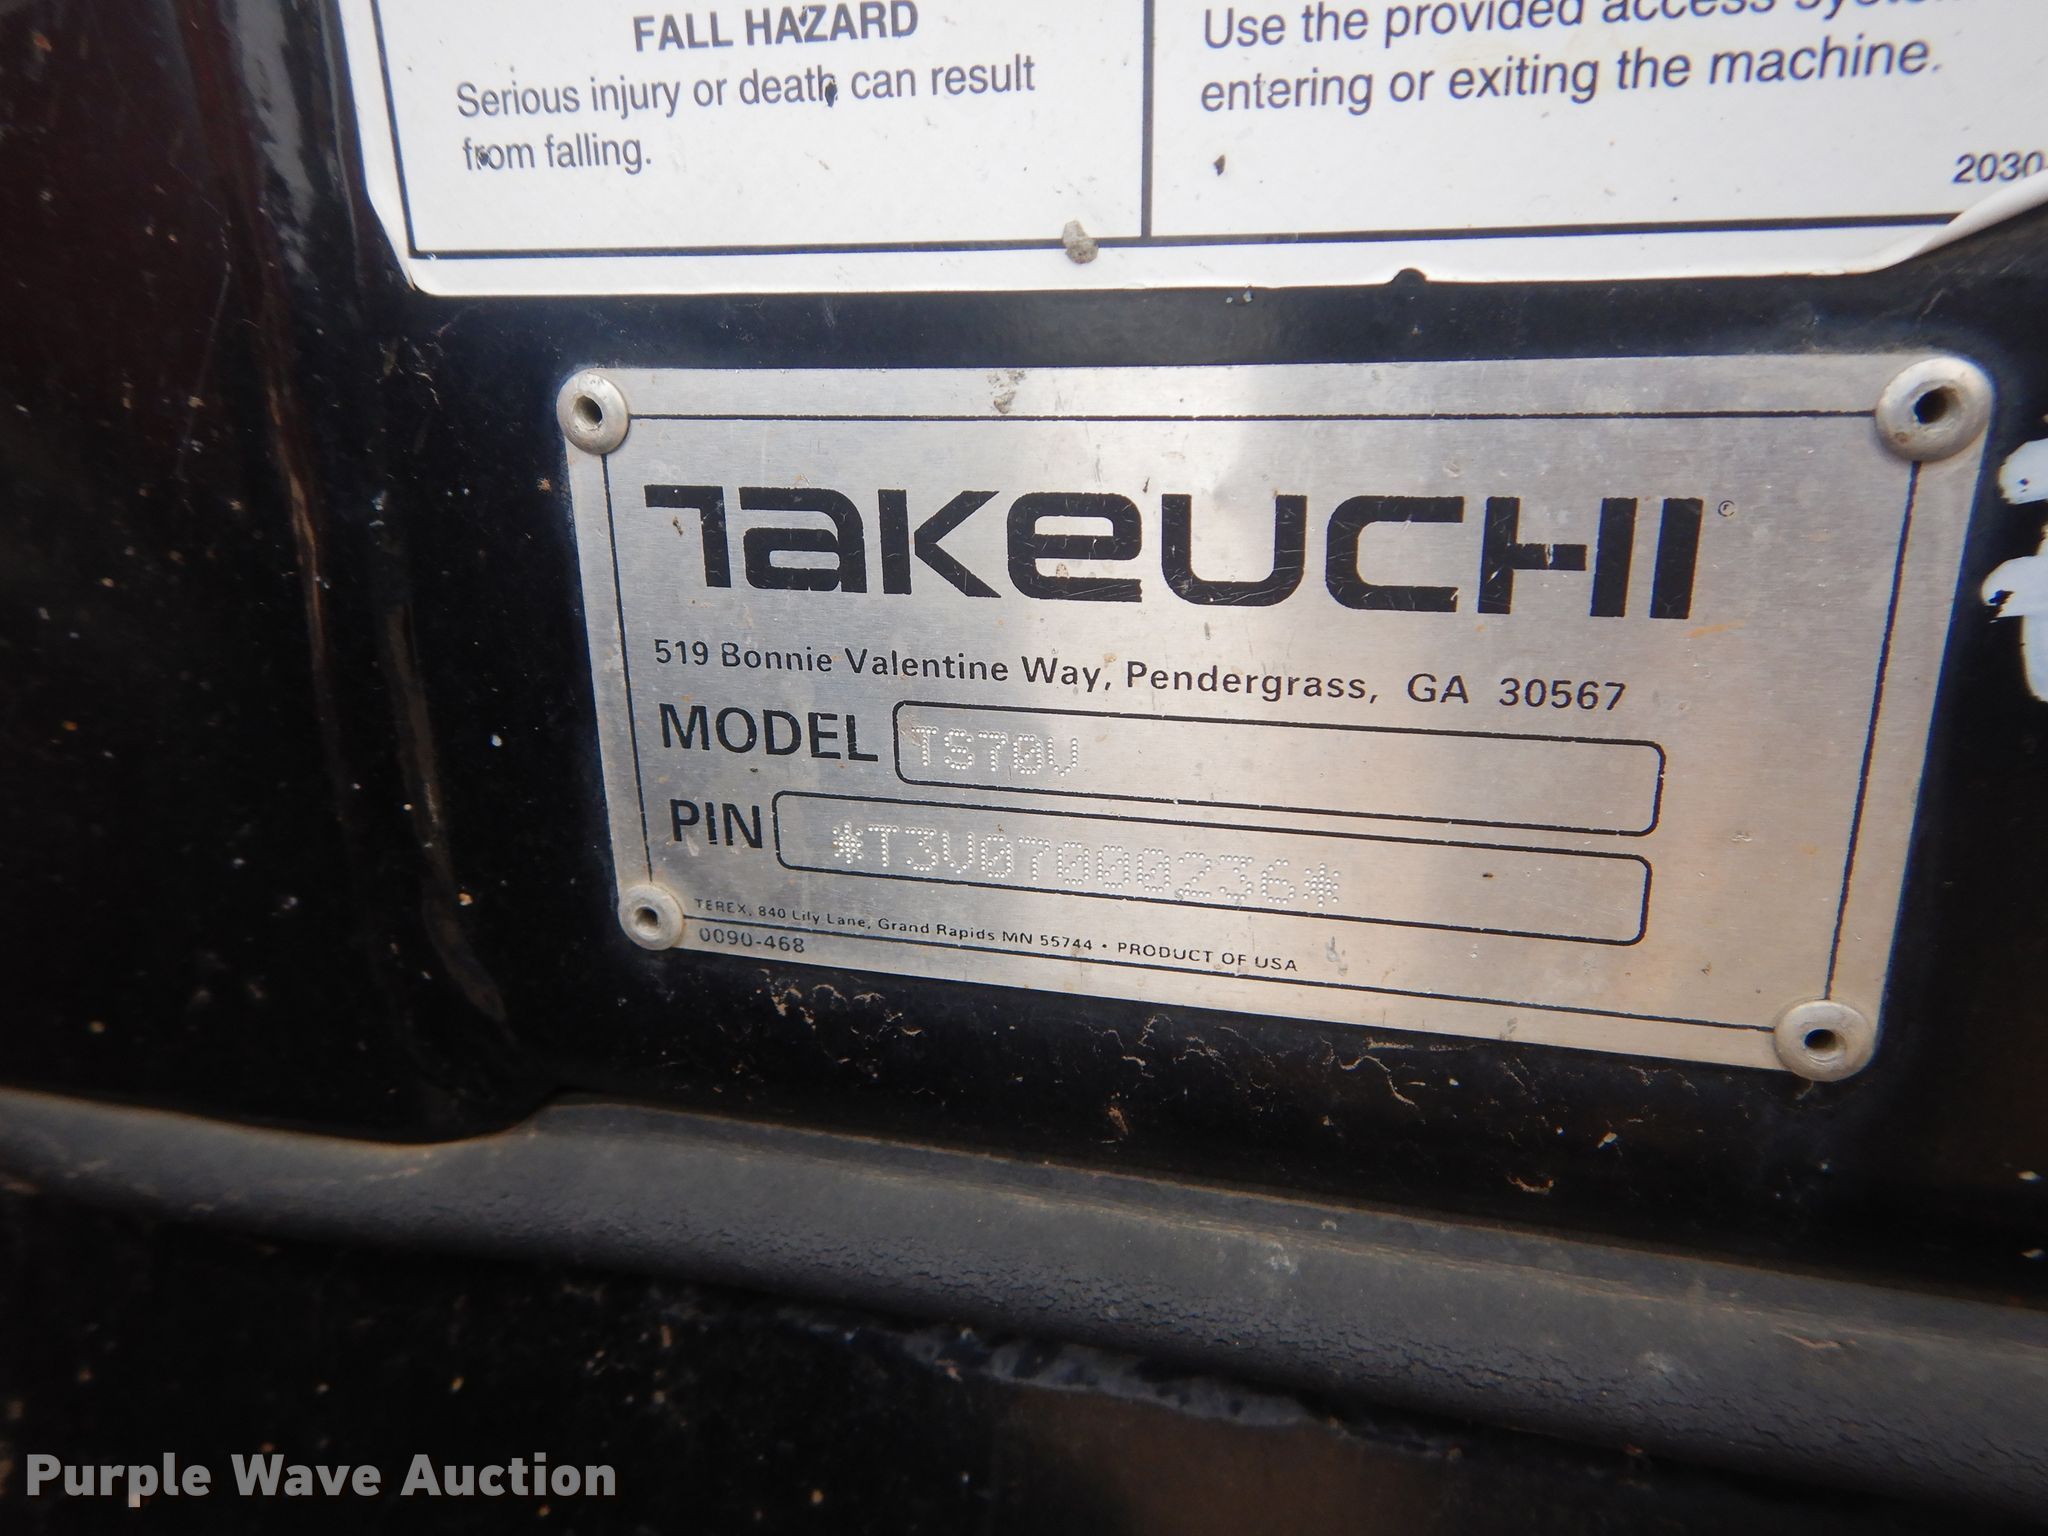 FALL HAZARD
Serious injury or death can result
from falling.
Use the provided access system
entering or exiting the machine.
2030-
TAKEUCHI®
519 Bonnie Valentine Way, Pendergrass, GA 30567
MODEL TS70V
PIN *T3V07000236*
TEREX, 840 Lily Lane, Grand Rapids MN 55744 • PRODUCT OF USA
0090-468
Purple Wave Auction